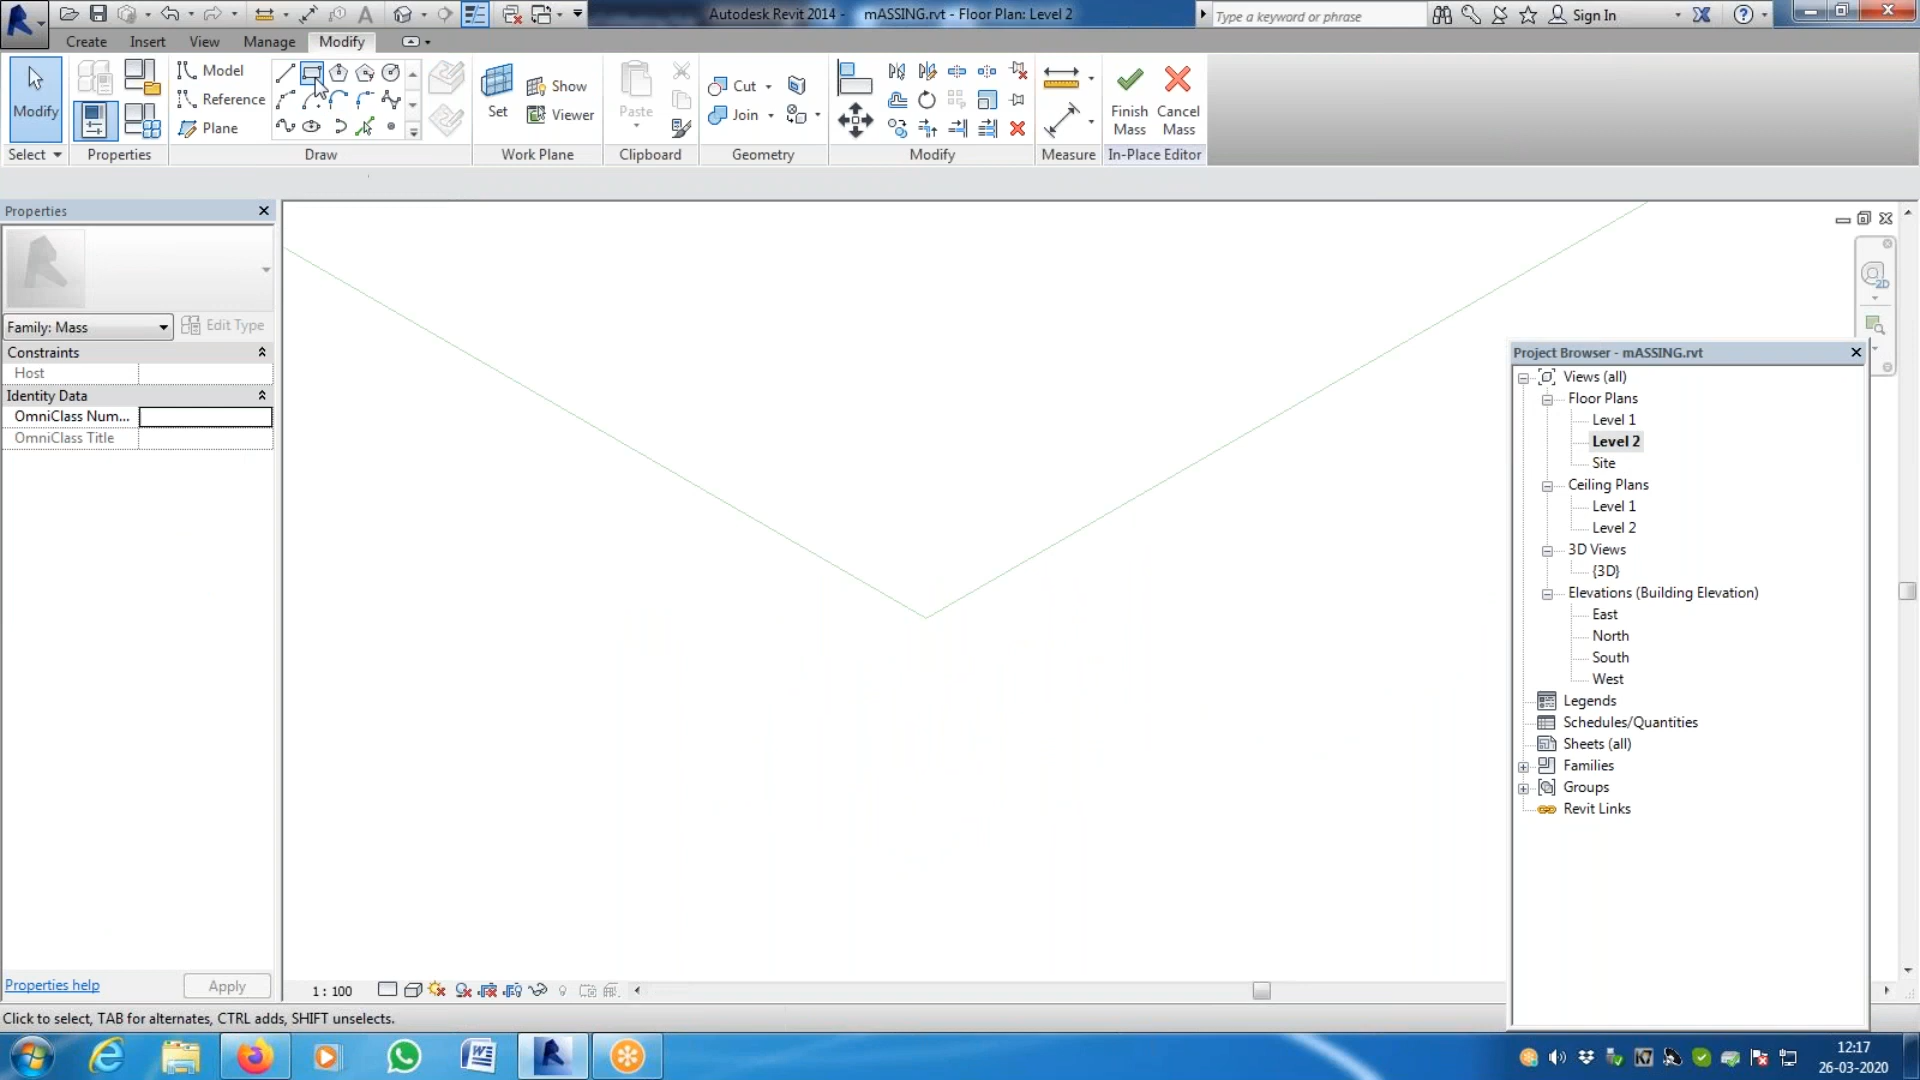 Autodesk Revit 2014 - mASSING.rvt - Floor Plan: Level 2
Type a keyword or phrase
Sign In
Create Insert View Manage Modify
Modify
Model
Reference
Plane
Set
Show
Viewer
Paste
Cut
Join
Finish Mass
Cancel Mass
Select Properties Draw Work Plane Clipboard Geometry Modify Measure In-Place Editor
Properties
Family: Mass Edit Type
Constraints
Host
Identity Data
OmniClass Num...
OmniClass Title
Properties help Apply
Project Browser - mASSING.rvt
Views (all)
Floor Plans
Level 1
Level 2
Site
Ceiling Plans
Level 1
Level 2
3D Views
{3D}
Elevations (Building Elevation)
East
North
South
West
Legends
Schedules/Quantities
Sheets (all)
Families
Groups
Revit Links
1 : 100
Click to select, TAB for alternates, CTRL adds, SHIFT unselects.
12:17
26-03-2020